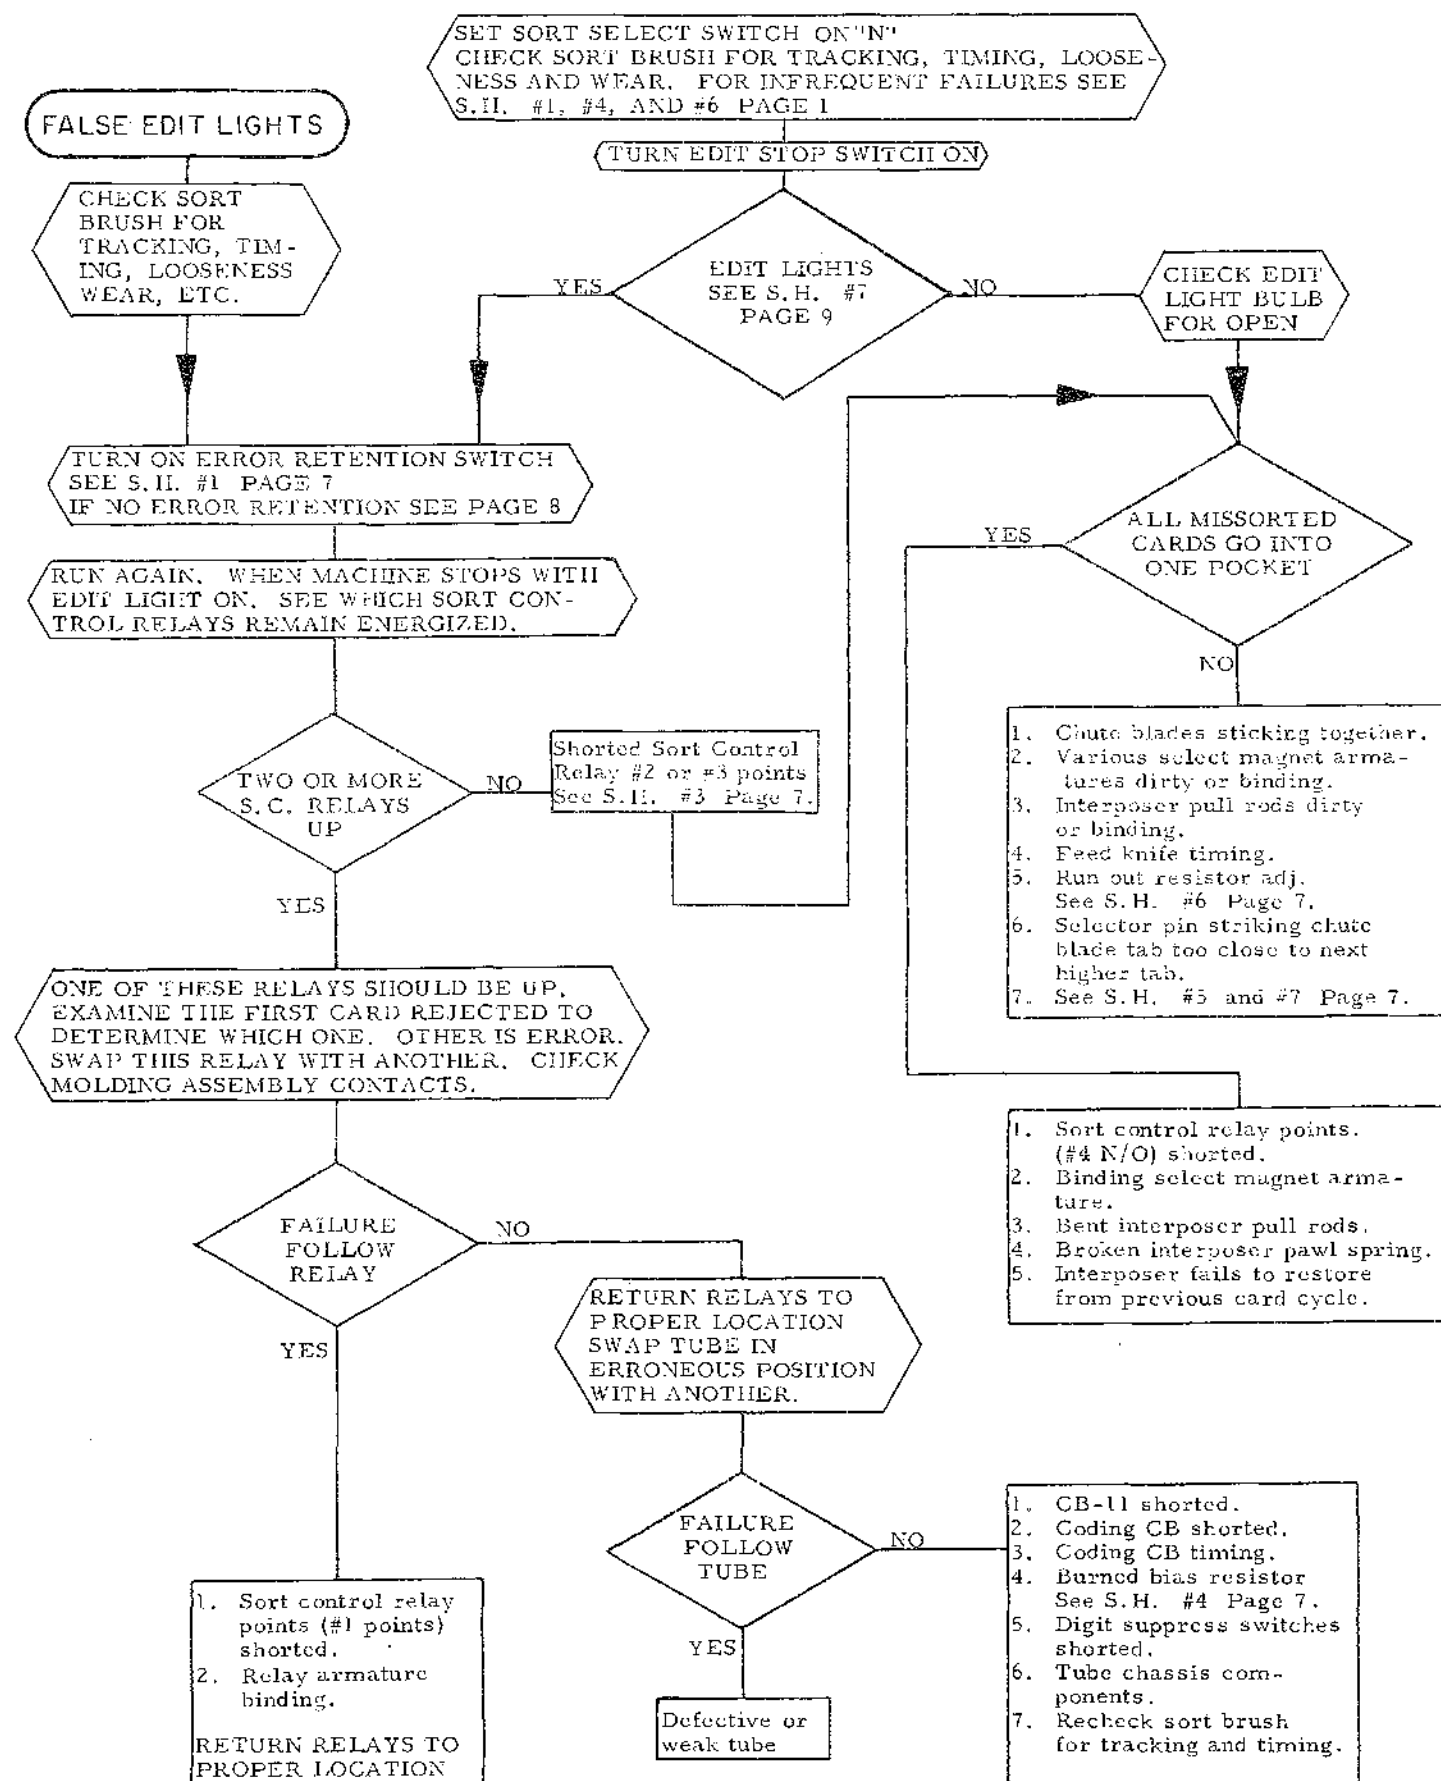 SET SORT SELECT SWITCH ON "N"
CHECK SORT BRUSH FOR TRACKING, TIMING, LOOSE-
NESS AND WEAR. FOR INFREQUENT FAILURES SEE
S.H. #1, #4, AND #6 PAGE 1
FALSE EDIT LIGHTS
TURN EDIT STOP SWITCH ON
CHECK SORT
BRUSH FOR
TRACKING, TIM-
ING, LOOSENESS
WEAR, ETC.
YES
EDIT LIGHTS
SEE S.H. #7
PAGE 9
NO
CHECK EDIT
LIGHT BULB
FOR OPEN
TURN ON ERROR RETENTION SWITCH
SEE S.H. #1 PAGE 7
IF NO ERROR RETENTION SEE PAGE 8
YES
ALL MISSORTED
CARDS GO INTO
ONE POCKET
NO
RUN AGAIN. WHEN MACHINE STOPS WITH
EDIT LIGHT ON. SEE WHICH SORT CON-
TROL RELAYS REMAIN ENERGIZED.
TWO OR MORE
S.C. RELAYS
UP
NO
YES
Shorted Sort Control
Relay #2 or #3 points
See S.H. #3 Page 7.
1. Chute blades sticking together.
2. Various select magnet arma-
tures dirty or binding.
3. Interposer pull rods dirty
or binding.
4. Feed knife timing.
5. Run out resistor adj.
See S.H. #6 Page 7.
6. Selector pin striking chute
blade tab too close to next
higher tab.
7. See S.H. #5 and #7 Page 7.
ONE OF THESE RELAYS SHOULD BE UP.
EXAMINE THE FIRST CARD REJECTED TO
DETERMINE WHICH ONE. OTHER IS ERROR.
SWAP THIS RELAY WITH ANOTHER. CHECK
MOLDING ASSEMBLY CONTACTS.
1. Sort control relay points.
(#4 N/O) shorted.
2. Binding select magnet arma-
ture.
3. Bent interposer pull rods.
4. Broken interposer pawl spring.
5. Interposer fails to restore
from previous card cycle.
FAILURE
FOLLOW
RELAY
NO
YES
RETURN RELAYS TO
PROPER LOCATION
SWAP TUBE IN
ERRONEOUS POSITION
WITH ANOTHER.
FAILURE
FOLLOW
TUBE
NO
YES
1. CB-11 shorted.
2. Coding CB shorted.
3. Coding CB timing.
4. Burned bias resistor
See S.H. #4 Page 7.
5. Digit suppress switches
shorted.
6. Tube chassis com-
ponents.
7. Recheck sort brush
for tracking and timing.
1. Sort control relay
points (#1 points)
shorted.
2. Relay armature
binding.
RETURN RELAYS TO
PROPER LOCATION
Defective or
weak tube